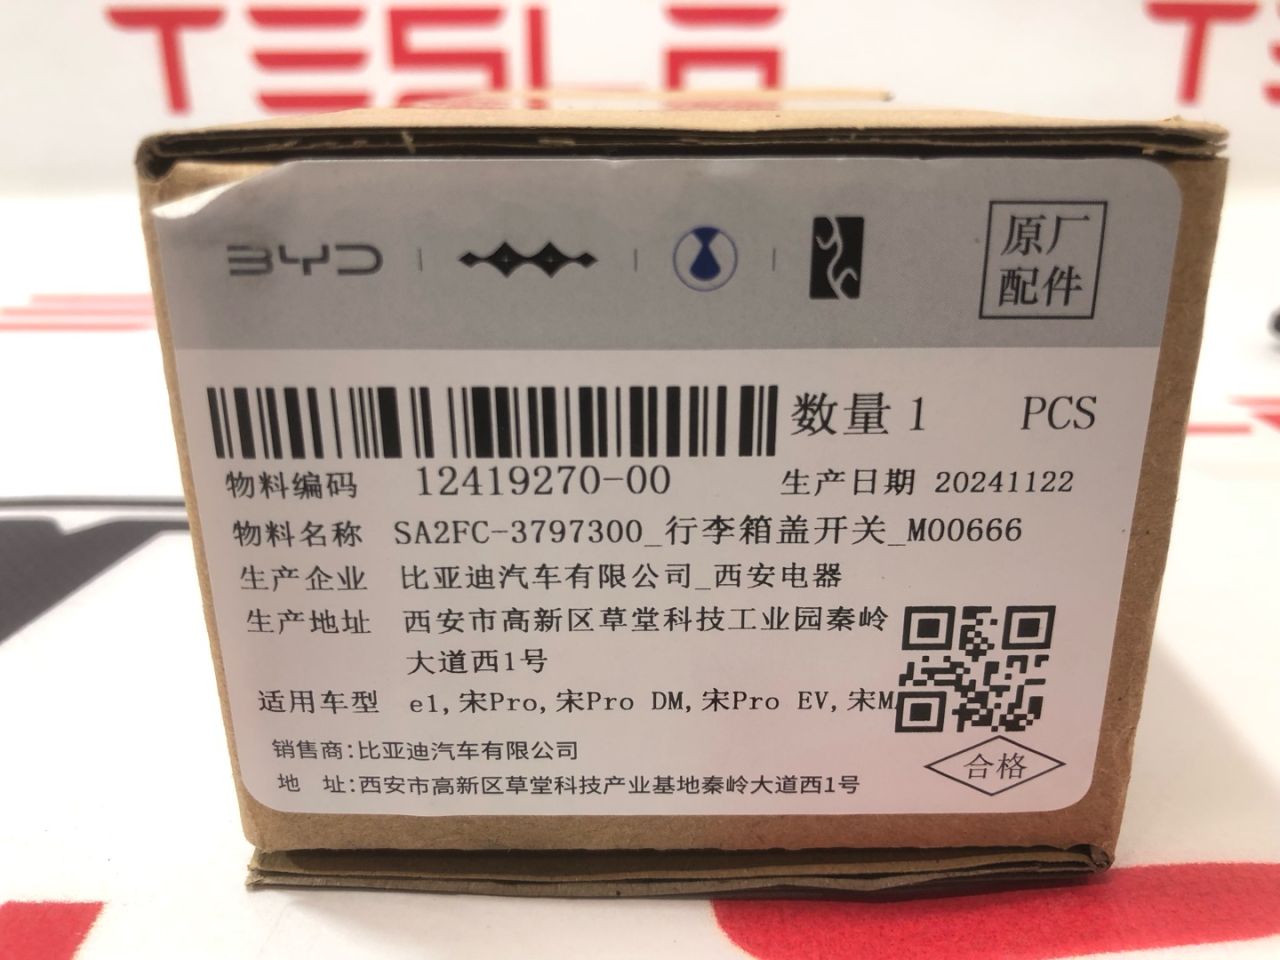 TESLA
BYD
原厂
配件
数量 1 PCS
物料编码 12419270-00 生产日期 20241122
物料名称 SA2FC-3797300_行李箱盖开关_M00666
生产企业 比亚迪汽车有限公司_西安电器
生产地址 西安市高新区草堂科技工业园秦岭
大道西1号
适用车型 e1,宋Pro,宋Pro DM,宋Pro EV,宋M
合格
销售商:比亚迪汽车有限公司
地 址:西安市高新区草堂科技产业基地秦岭大道西1号